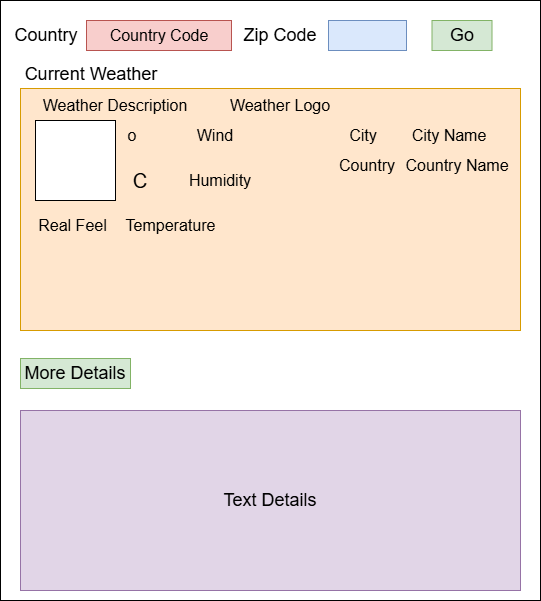 Country Country Code Zip Code Go
Current Weather
Weather Description Weather Logo
o Wind City City Name
Country Country Name
C Humidity
Real Feel Temperature
More Details
Text Details